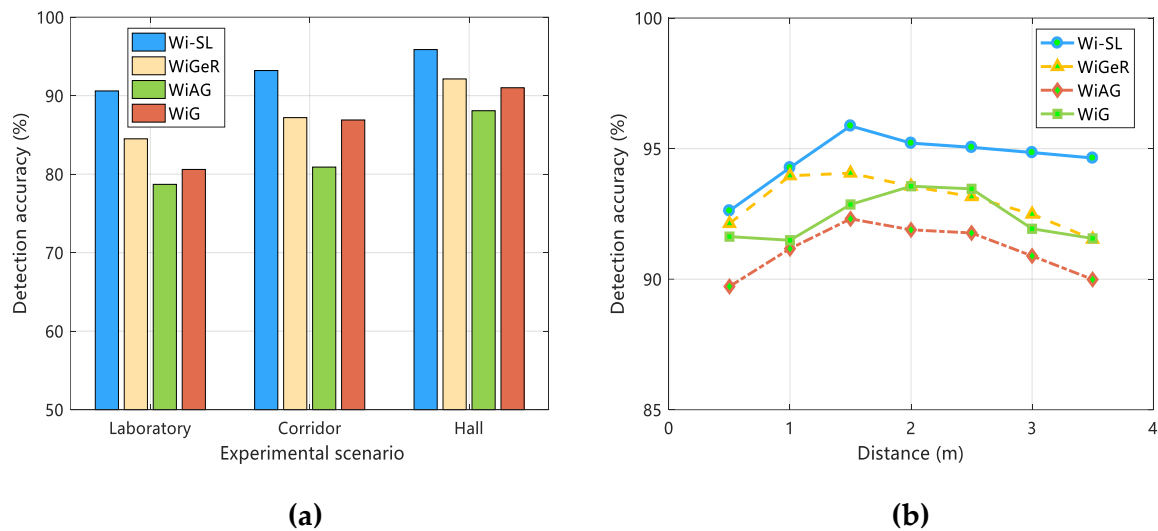 100
90
80
70
60
50
Detection accuracy (%)
Wi-SL
WiGeR
WiAG
WiG
Laboratory
Corridor
Hall
Experimental scenario
(a)
100
95
90
85
Detection accuracy (%)
Wi-SL
WiGeR
WiAG
WiG
0
1
2
3
4
Distance (m)
(b)